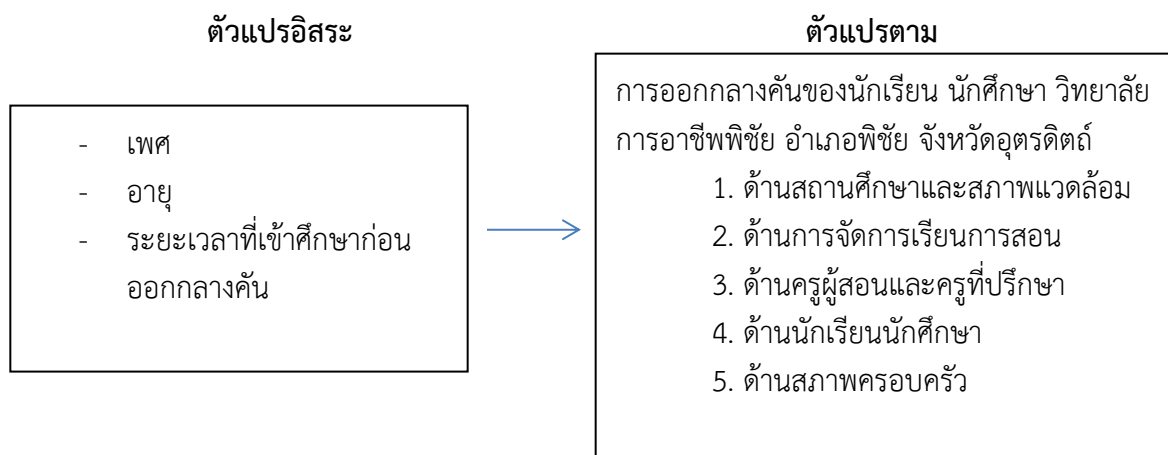 ตัวแปรอิสระ
- เพศ
- อายุ
- ระยะเวลาที่เข้าศึกษาก่อน
ออกกลางคัน
ตัวแปรตาม
การออกกลางคันของนักเรียน นักศึกษา วิทยาลัย
การอาชีพพิชัย อำเภอพิชัย จังหวัดอุตรดิตถ์
1. ด้านสถานศึกษาและสภาพแวดล้อม
2. ด้านการจัดการเรียนการสอน
3. ด้านครูผู้สอนและครูที่ปรึกษา
4. ด้านนักเรียนนักศึกษา
5. ด้านสภาพครอบครัว